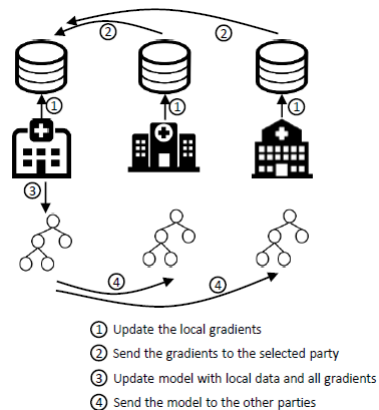 ② ②
① ① ①
③
④ ④
① Update the local gradients
② Send the gradients to the selected party
③ Update model with local data and all gradients
④ Send the model to the other parties